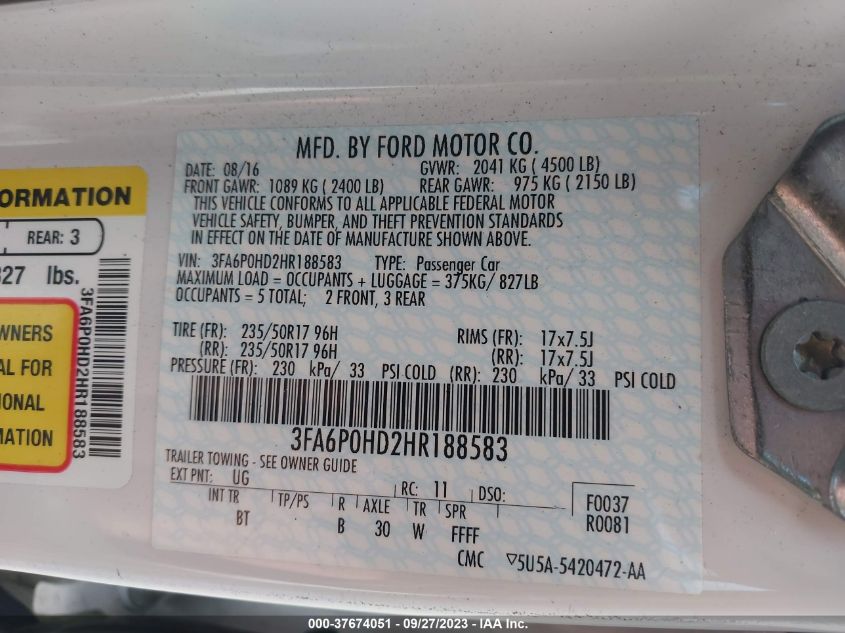 MFD. BY FORD MOTOR CO.
DATE: 08/16 GVWR: 2041 KG ( 4500 LB)
FRONT GAWR: 1089 KG ( 2400 LB) REAR GAWR: 975 KG ( 2150 LB)
THIS VEHICLE CONFORMS TO ALL APPLICABLE FEDERAL MOTOR
VEHICLE SAFETY, BUMPER, AND THEFT PREVENTION STANDARDS
IN EFFECT ON THE DATE OF MANUFACTURE SHOWN ABOVE.
VIN: 3FA6P0HD2HR188583 TYPE: Passenger Car
MAXIMUM LOAD = OCCUPANTS + LUGGAGE = 375KG/ 827LB
OCCUPANTS = 5 TOTAL; 2 FRONT, 3 REAR
TIRE (FR): 235/50R17 96H RIMS (FR): 17x7.5J
(RR): 235/50R17 96H (RR): 17x7.5J
PRESSURE (FR): 230 kPa/ 33 PSI COLD (RR): 230 kPa/ 33 PSI COLD
3FA6P0HD2HR188583
TRAILER TOWING - SEE OWNER GUIDE
EXT PNT: UG RC: 11 DSO: F0037
R0081
INT TR TP/PS R AXLE TR SPR
BT B 30 W FFFF
CMC ▽5U5A-5420472-AA
ORMATION
REAR: 3
327 lbs.
3FA6P0HD2HR188583
WNERS
AL FOR
IONAL
MATION
000-37674051 - 09/27/2023 - IAA Inc.